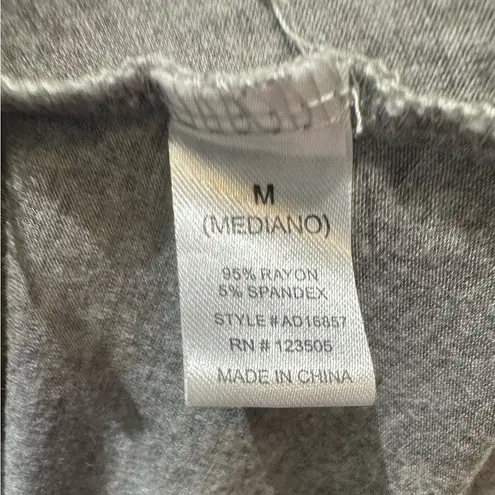 M
(MEDIANO)
95% RAYON
5% SPANDEX
STYLE #AD16857
RN # 123505
MADE IN CHINA